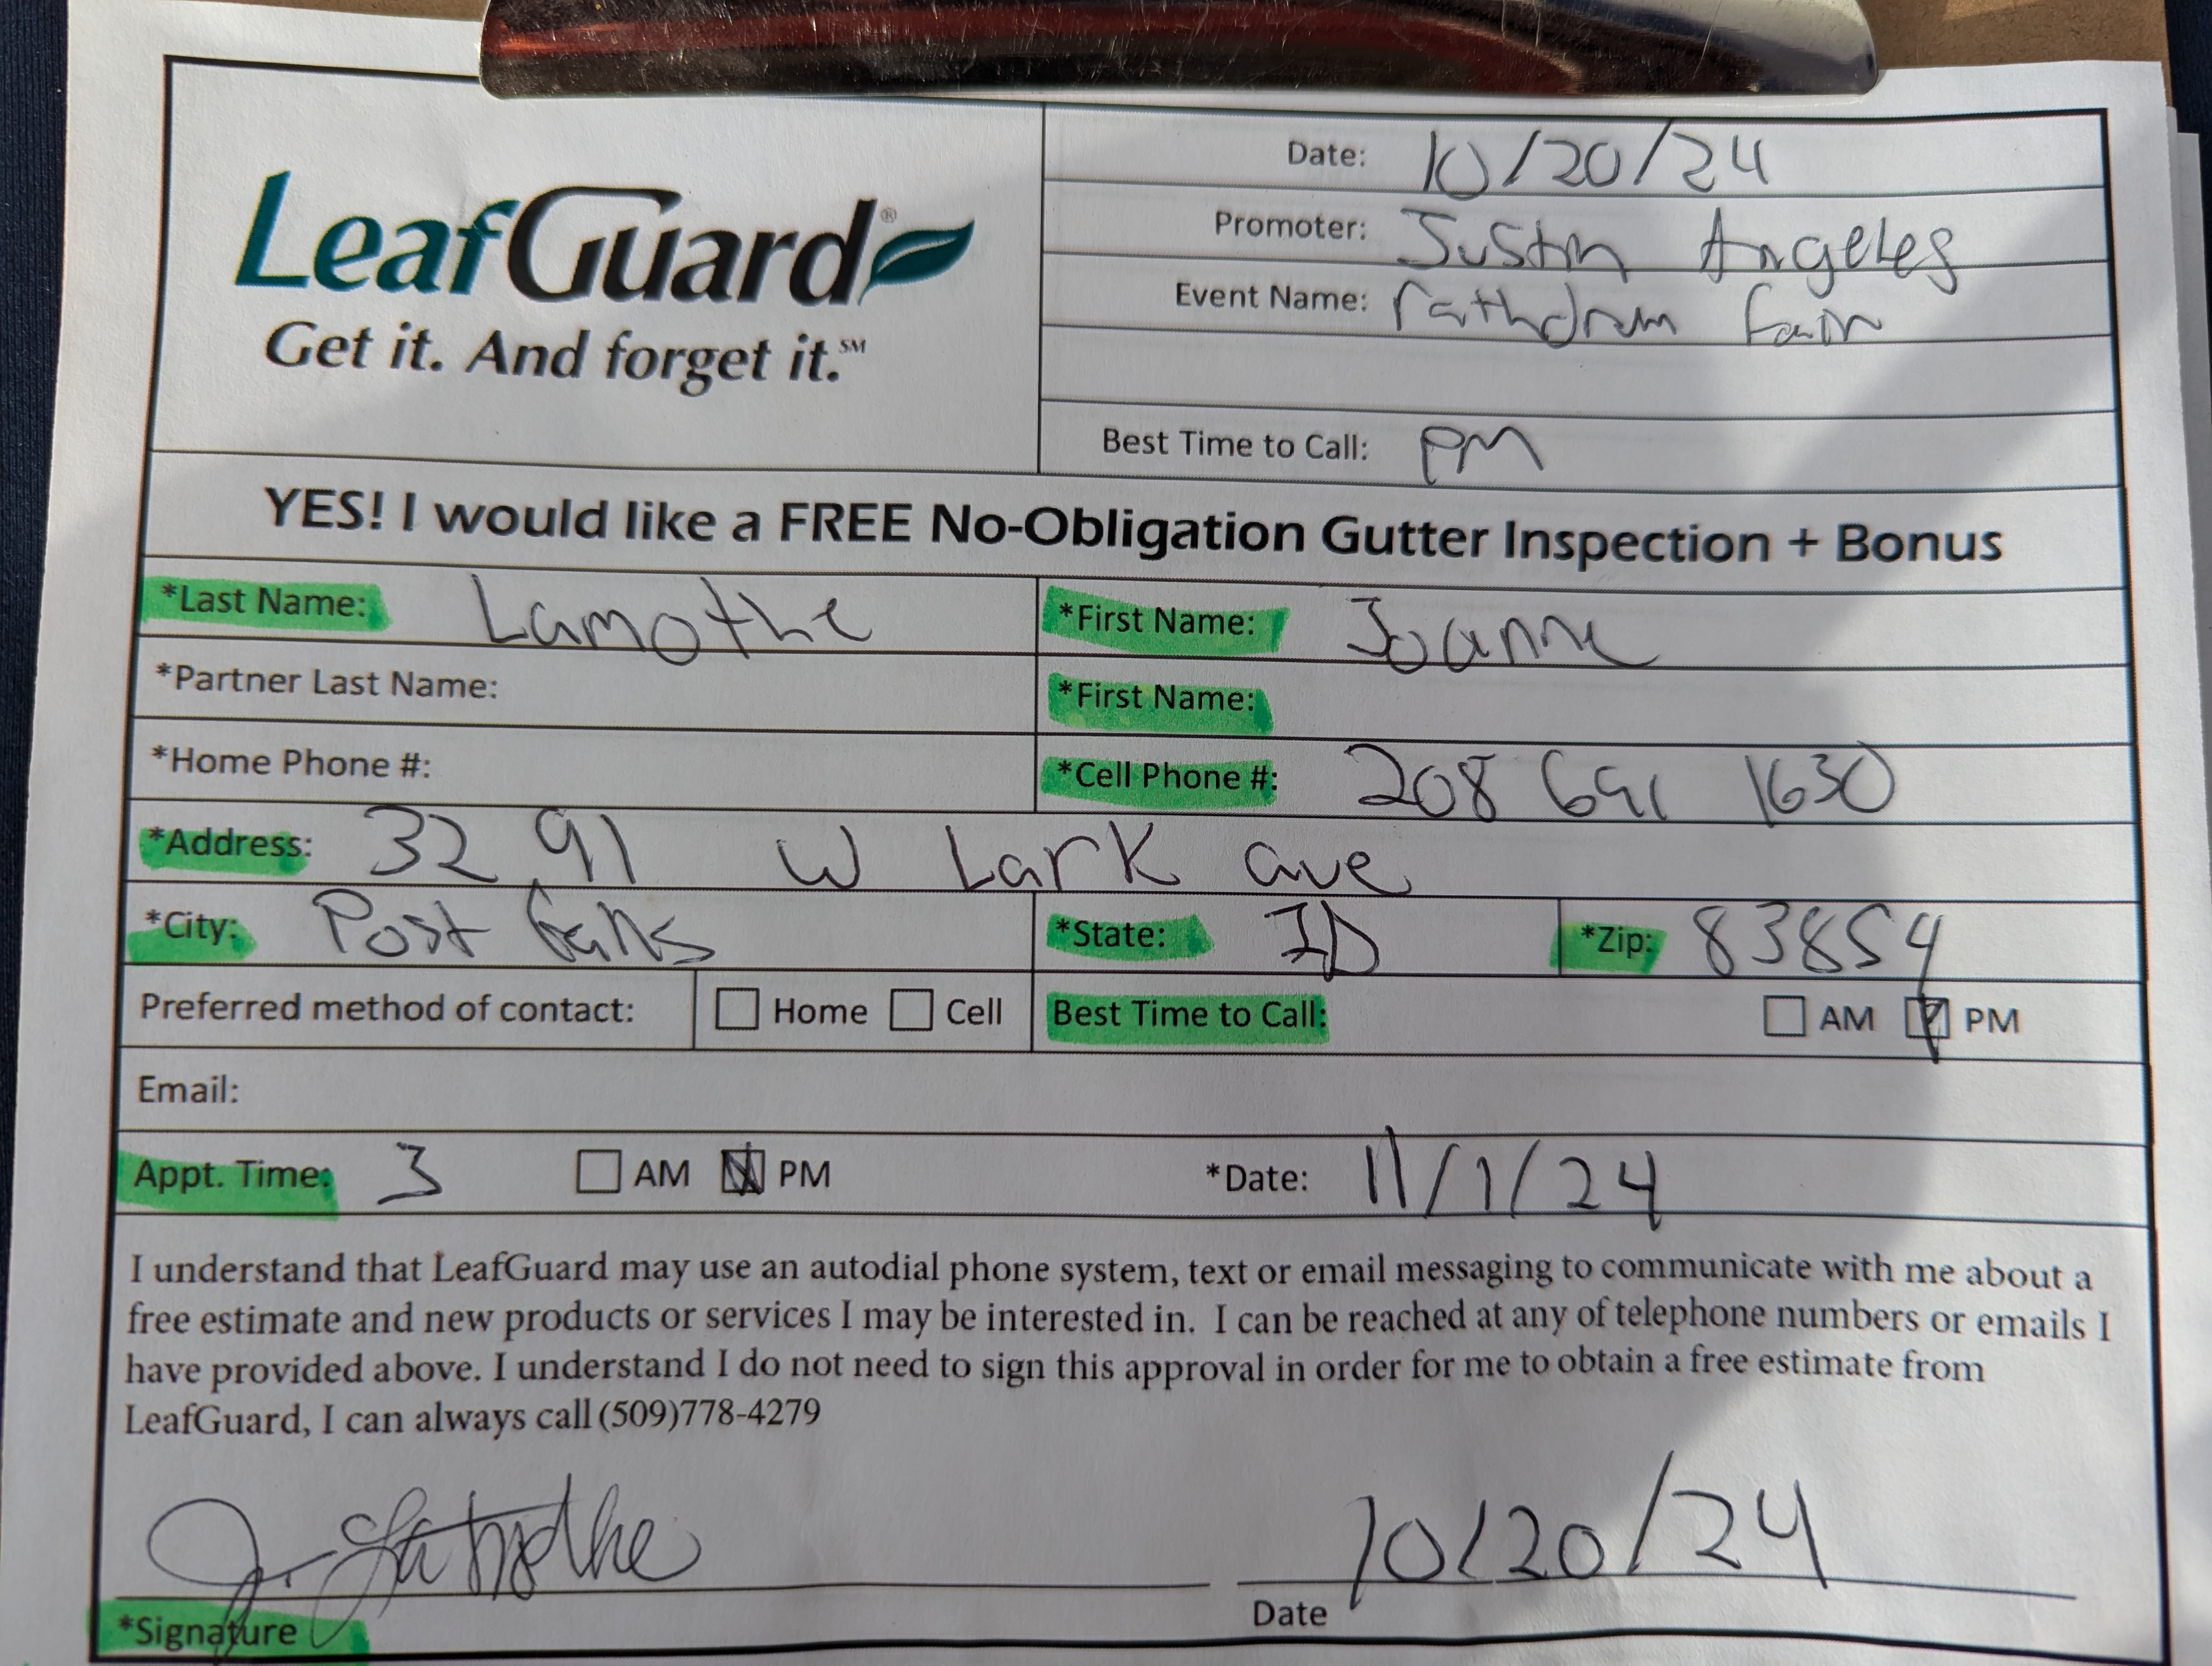 LeafGuard®
Get it. And forget it.℠
Date: 10/20/24
Promoter: Justin Angeles
Event Name: rathdrum fair
Best Time to Call: PM
YES! I would like a FREE No-Obligation Gutter Inspection + Bonus
*Last Name: Lamothe *First Name: Joanne
*Partner Last Name: *First Name:
*Home Phone #: *Cell Phone #: 208 691 1630
*Address: 3291 W Lark ave
*City: Post falls *State: ID *Zip: 83854
Preferred method of contact: Home Cell Best Time to Call: AM PM
Email:
Appt. Time: 3 AM PM *Date: 11/1/24
I understand that LeafGuard may use an autodial phone system, text or email messaging to communicate with me about a
free estimate and new products or services I may be interested in. I can be reached at any of telephone numbers or emails I
have provided above. I understand I do not need to sign this approval in order for me to obtain a free estimate from
LeafGuard, I can always call (509)778-4279
J. Lamothe 10/20/24
*Signature Date